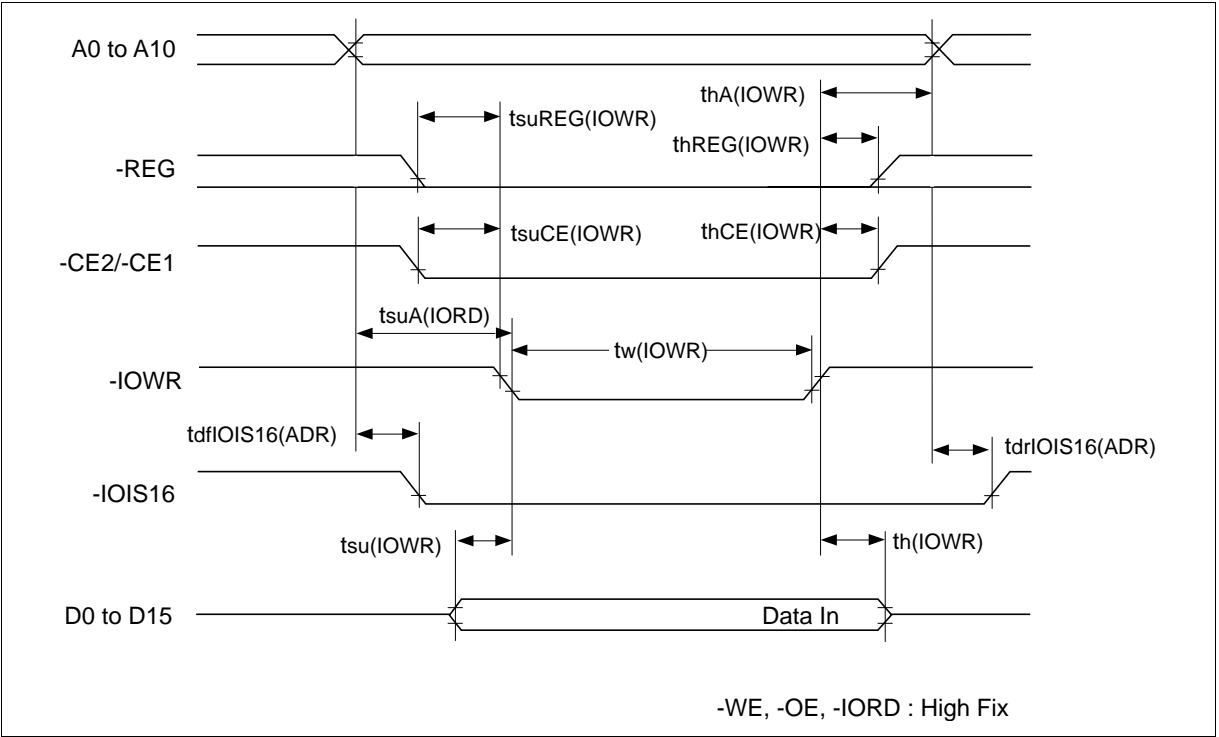 A0 to A10
thA(IOWR)
tsuREG(IOWR)
thREG(IOWR)
-REG
tsuCE(IOWR)
thCE(IOWR)
-CE2/-CE1
tsuA(IORD)
tw(IOWR)
-IOWR
tdfIOIS16(ADR)
tdrIOIS16(ADR)
-IOIS16
tsu(IOWR)
th(IOWR)
D0 to D15
Data In
-WE, -OE, -IORD : High Fix